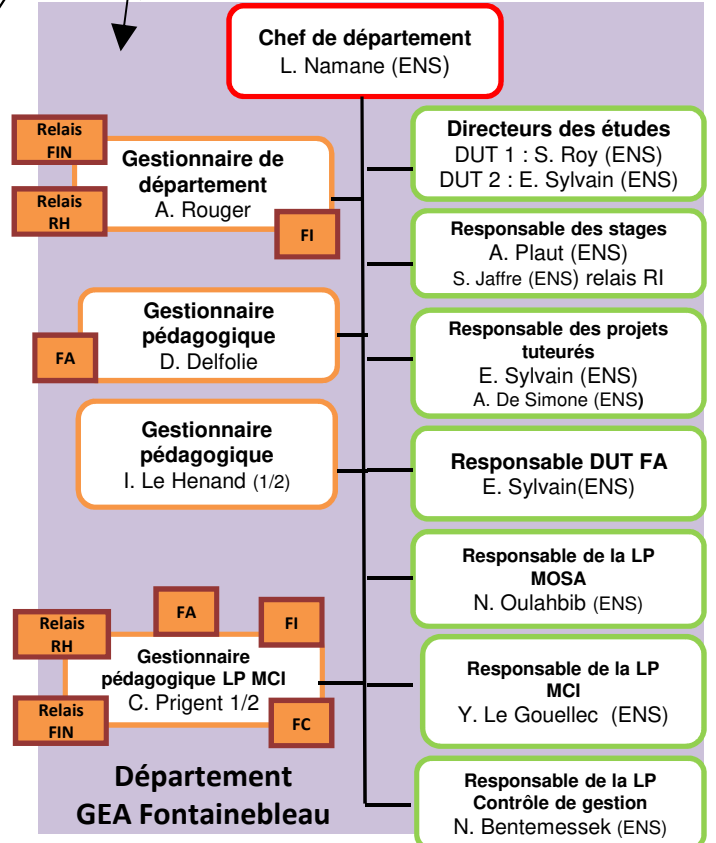 Chef de département
L. Namane (ENS)
Relais
FIN
Relais
RH
Gestionnaire de
département
A. Rouger
FI
Directeurs des études
DUT 1 : S. Roy (ENS)
DUT 2 : E. Sylvain (ENS)
Responsable des stages
A. Plaut (ENS)
S. Jaffre (ENS) relais RI
FA
Gestionnaire
pédagogique
D. Delfolie
Responsable des projets
tuteurés
E. Sylvain (ENS)
A. De Simone (ENS)
Gestionnaire
pédagogique
I. Le Henand (1/2)
Responsable DUT FA
E. Sylvain(ENS)
Responsable de la LP
MOSA
N. Oulahbib (ENS)
Relais
RH
FA
FI
Gestionnaire
pédagogique LP MCI
C. Prigent 1/2
Relais
FIN
FC
Responsable de la LP
MCI
Y. Le Gouellec (ENS)
Responsable de la LP
Contrôle de gestion
N. Bentemessek (ENS)
Département
GEA Fontainebleau